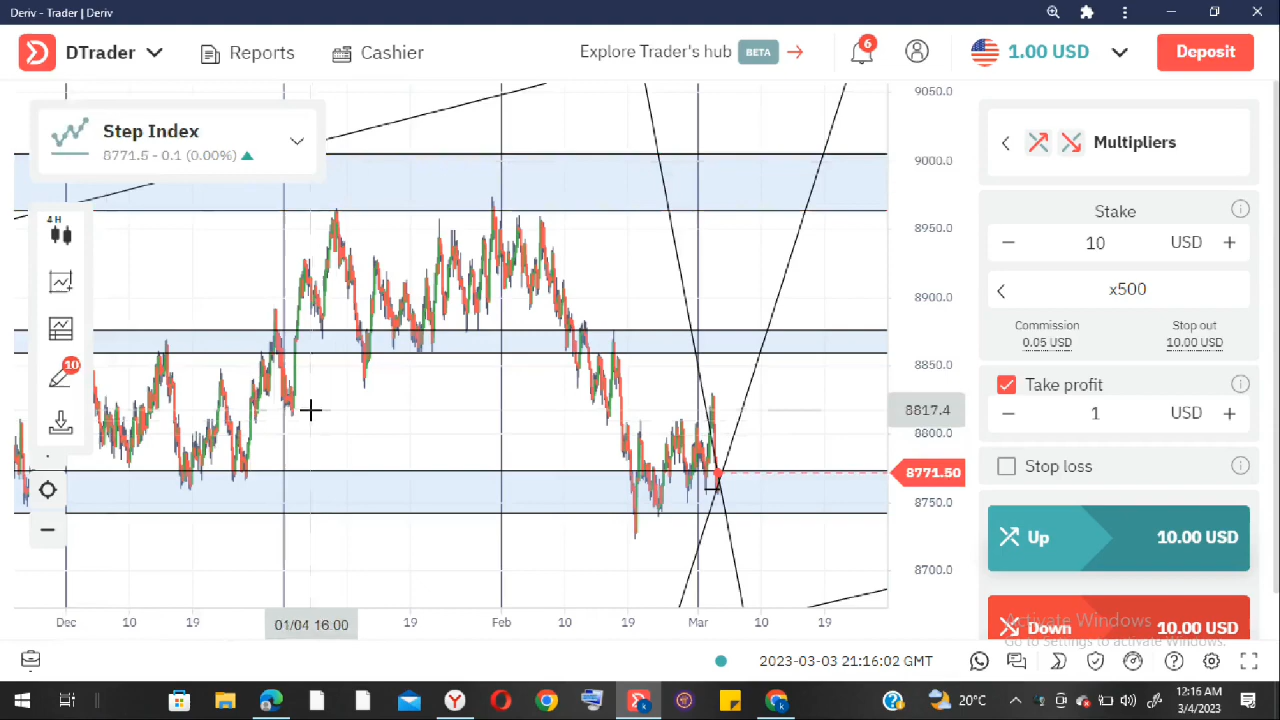 Deriv - Trader | Deriv
DTrader
Reports
Cashier
Explore Trader's hub BETA
6
1.00 USD
Deposit
Step Index
8771.5 - 0.1 (0.00%)
4 H
10
9050.0
9000.0
8950.0
8900.0
8850.0
8817.4
8800.0
8771.50
8750.0
8700.0
Dec
10
19
01/04 16:00
19
Feb
10
19
Mar
10
19
Multipliers
Stake
10 USD
x500
Commission
0.05 USD
Stop out
10.00 USD
Take profit
1 USD
Stop loss
Up 10.00 USD
Down 10.00 USD
Activate Windows
Go to Settings to activate Windows.
2023-03-03 21:16:02 GMT
20°C
12:16 AM
3/4/2023